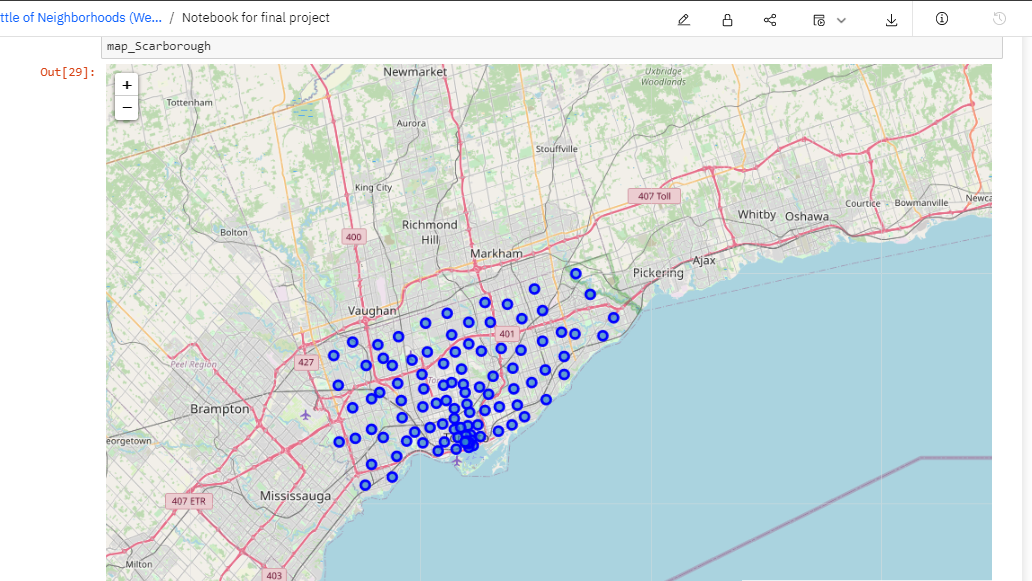 ttle of Neighborhoods (We... / Notebook for final project
map_Scarborough
Out[29]:
+
−
Newmarket
Uxbridge
Woodlands
Tottenham
Aurora
Stouffville
King City
407 Toll
Courtice
Bowmanville
Newca
Whitby
Oshawa
Richmond
Hill
Bolton
400
Markham
Ajax
Pickering
Vaughan
401
427
Peel Region
Brampton
eorgetown
Mississauga
407 ETR
Milton
403